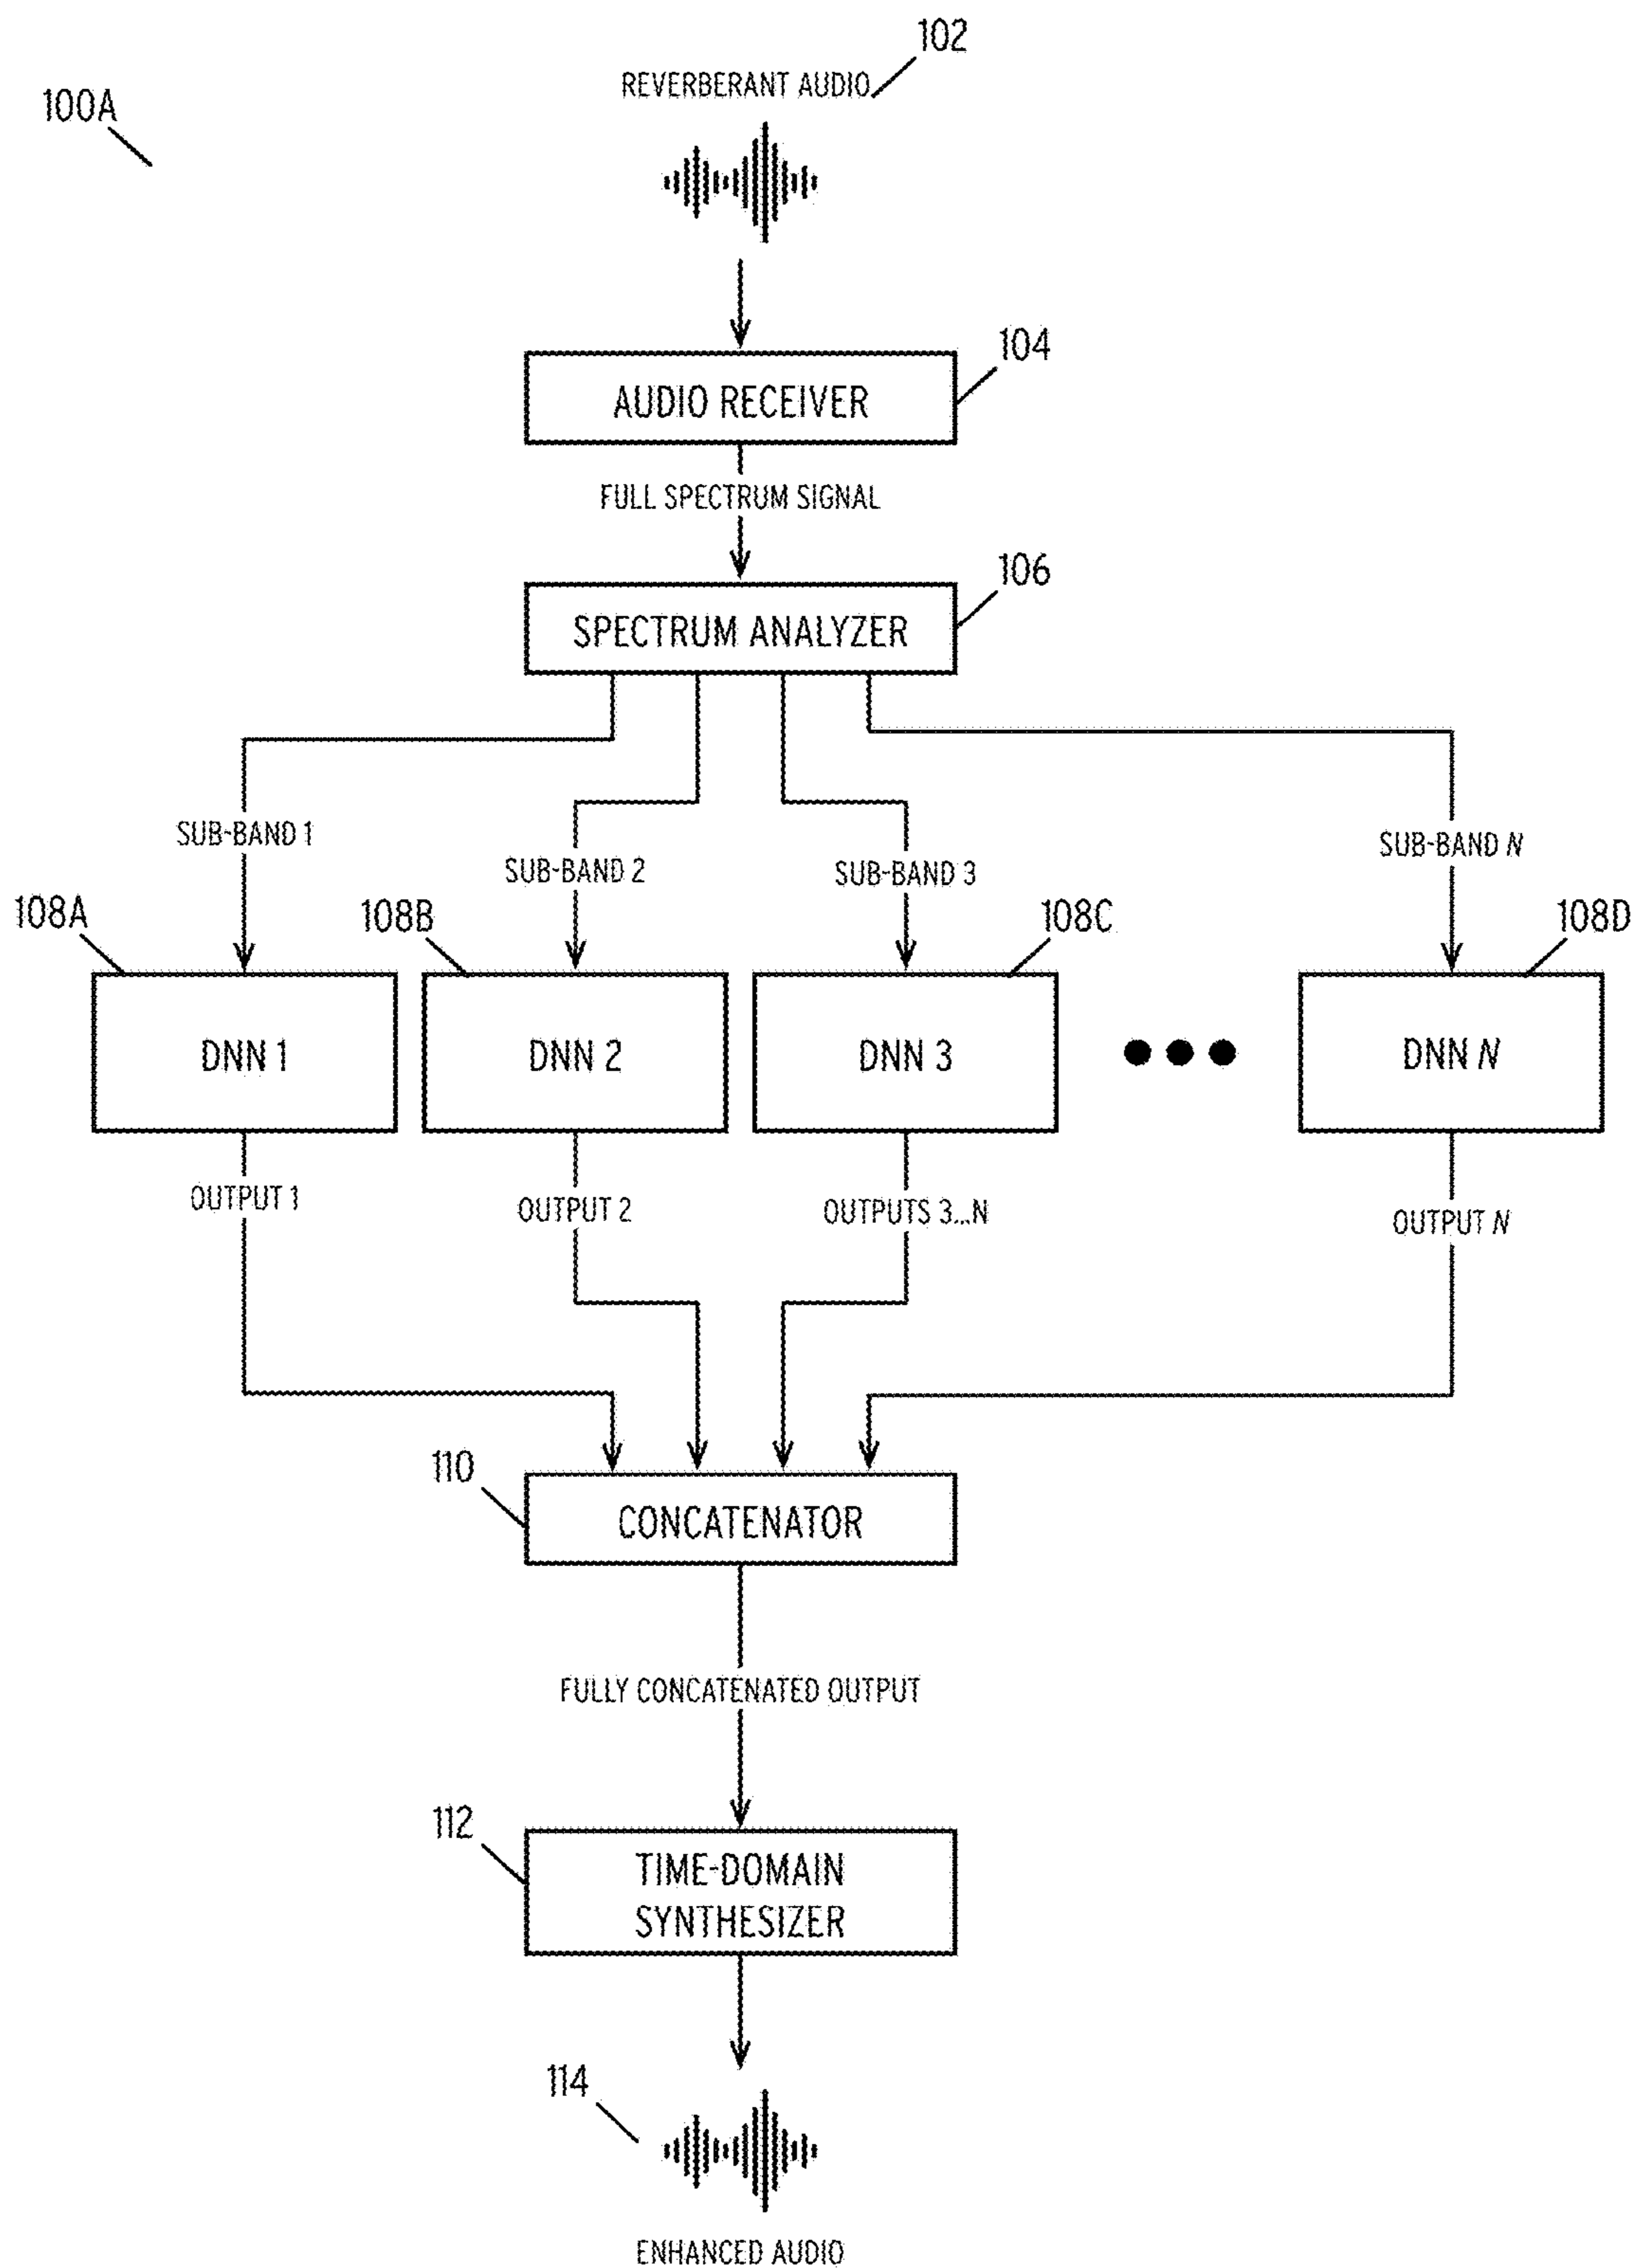 102
REVERBERANT AUDIO
100A
104
AUDIO RECEIVER
FULL SPECTRUM SIGNAL
106
SPECTRUM ANALYZER
SUB-BAND 1
SUB-BAND 2
SUB-BAND 3
SUB-BAND N
108A
108B
108C
108D
DNN 1
DNN 2
DNN 3
DNN N
OUTPUT 1
OUTPUT 2
OUTPUTS 3...N
OUTPUT N
110
CONCATENATOR
FULLY CONCATENATED OUTPUT
112
TIME-DOMAIN
SYNTHESIZER
114
ENHANCED AUDIO